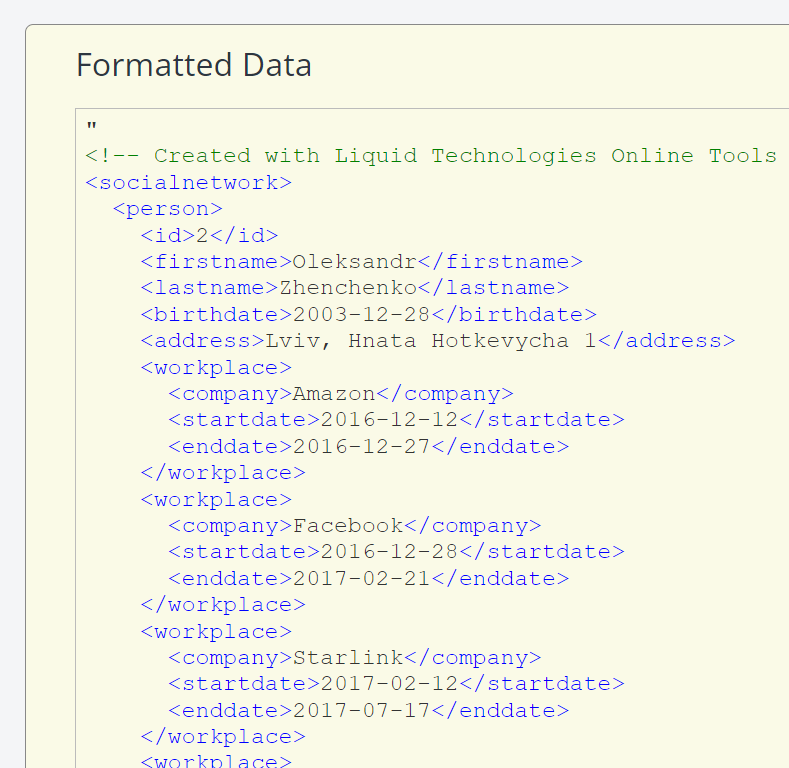 Formatted Data
"
<!-- Created with Liquid Technologies Online Tools
<socialnetwork>
  <person>
    <id>2</id>
    <firstname>Oleksandr</firstname>
    <lastname>Zhenchenko</lastname>
    <birthdate>2003-12-28</birthdate>
    <address>Lviv, Hnata Hotkevycha 1</address>
    <workplace>
      <company>Amazon</company>
      <startdate>2016-12-12</startdate>
      <enddate>2016-12-27</enddate>
    </workplace>
    <workplace>
      <company>Facebook</company>
      <startdate>2016-12-28</startdate>
      <enddate>2017-02-21</enddate>
    </workplace>
    <workplace>
      <company>Starlink</company>
      <startdate>2017-02-12</startdate>
      <enddate>2017-07-17</enddate>
    </workplace>
    <workplace>